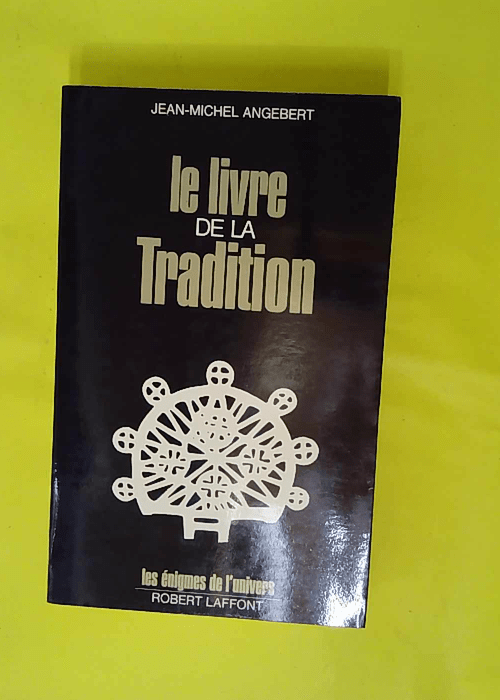 JEAN-MICHEL ANGEBERT
le livre
DE LA
Tradition
les énigmes de l'univers
ROBERT LAFFONT